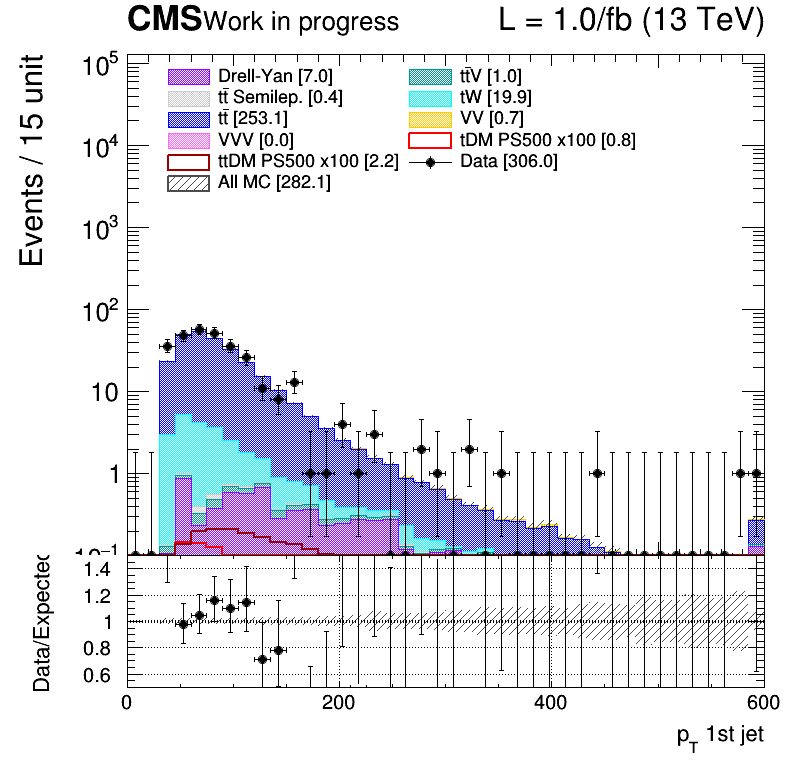 CMS Work in progress L = 1.0/fb (13 TeV)
Drell-Yan [7.0] tt̄V [1.0]
tt̄ Semilep. [0.4] tW [19.9]
tt̄ [253.1] VV [0.7]
VVV [0.0] tDM PS500 x100 [0.8]
ttDM PS500 x100 [2.2] Data [306.0]
All MC [282.1]
Events / 15 unit
10⁵
10⁴
10³
10²
10
1
10⁻¹
Data/Expected
1.4
1.2
1
0.8
0.6
0 200 400 600
p_T 1st jet